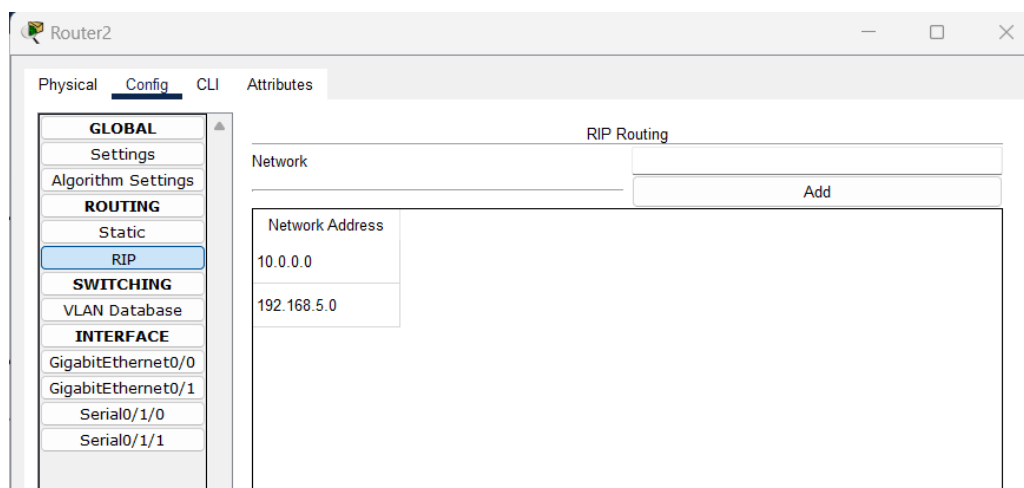 Router2
Physical Config CLI Attributes
GLOBAL
Settings
Algorithm Settings
ROUTING
Static
RIP
SWITCHING
VLAN Database
INTERFACE
GigabitEthernet0/0
GigabitEthernet0/1
Serial0/1/0
Serial0/1/1
RIP Routing
Network
Add
Network Address
10.0.0.0
192.168.5.0